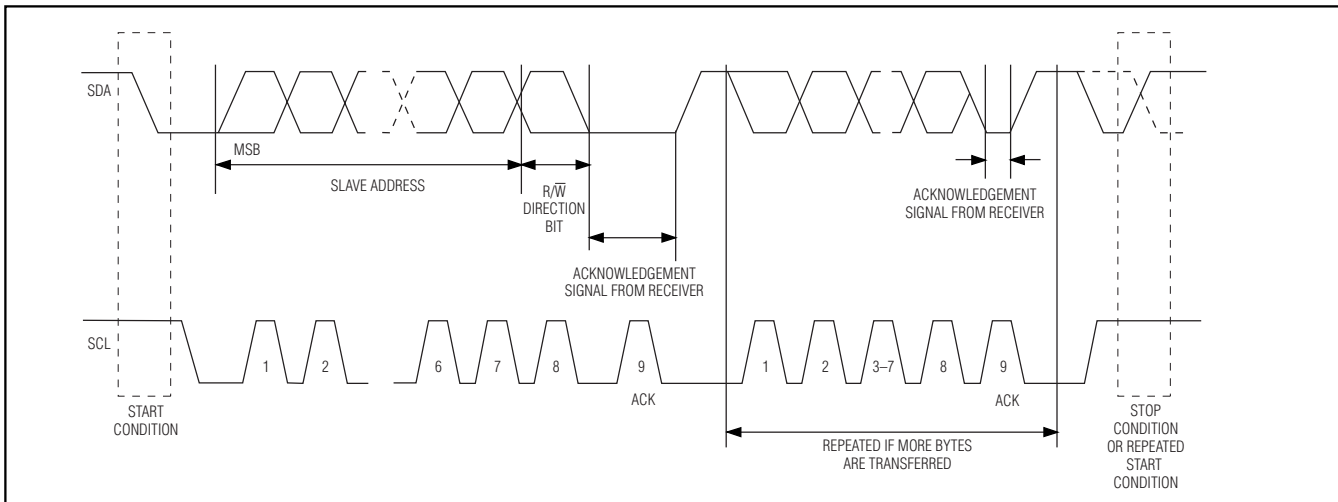 SDA
MSB
SLAVE ADDRESS
R/W̅
DIRECTION
BIT
ACKNOWLEDGEMENT
SIGNAL FROM RECEIVER
ACKNOWLEDGEMENT
SIGNAL FROM RECEIVER
SCL
1 2 6 7 8 9 1 2 3–7 8 9
ACK ACK
START
CONDITION
REPEATED IF MORE BYTES
ARE TRANSFERRED
STOP
CONDITION
OR REPEATED
START
CONDITION